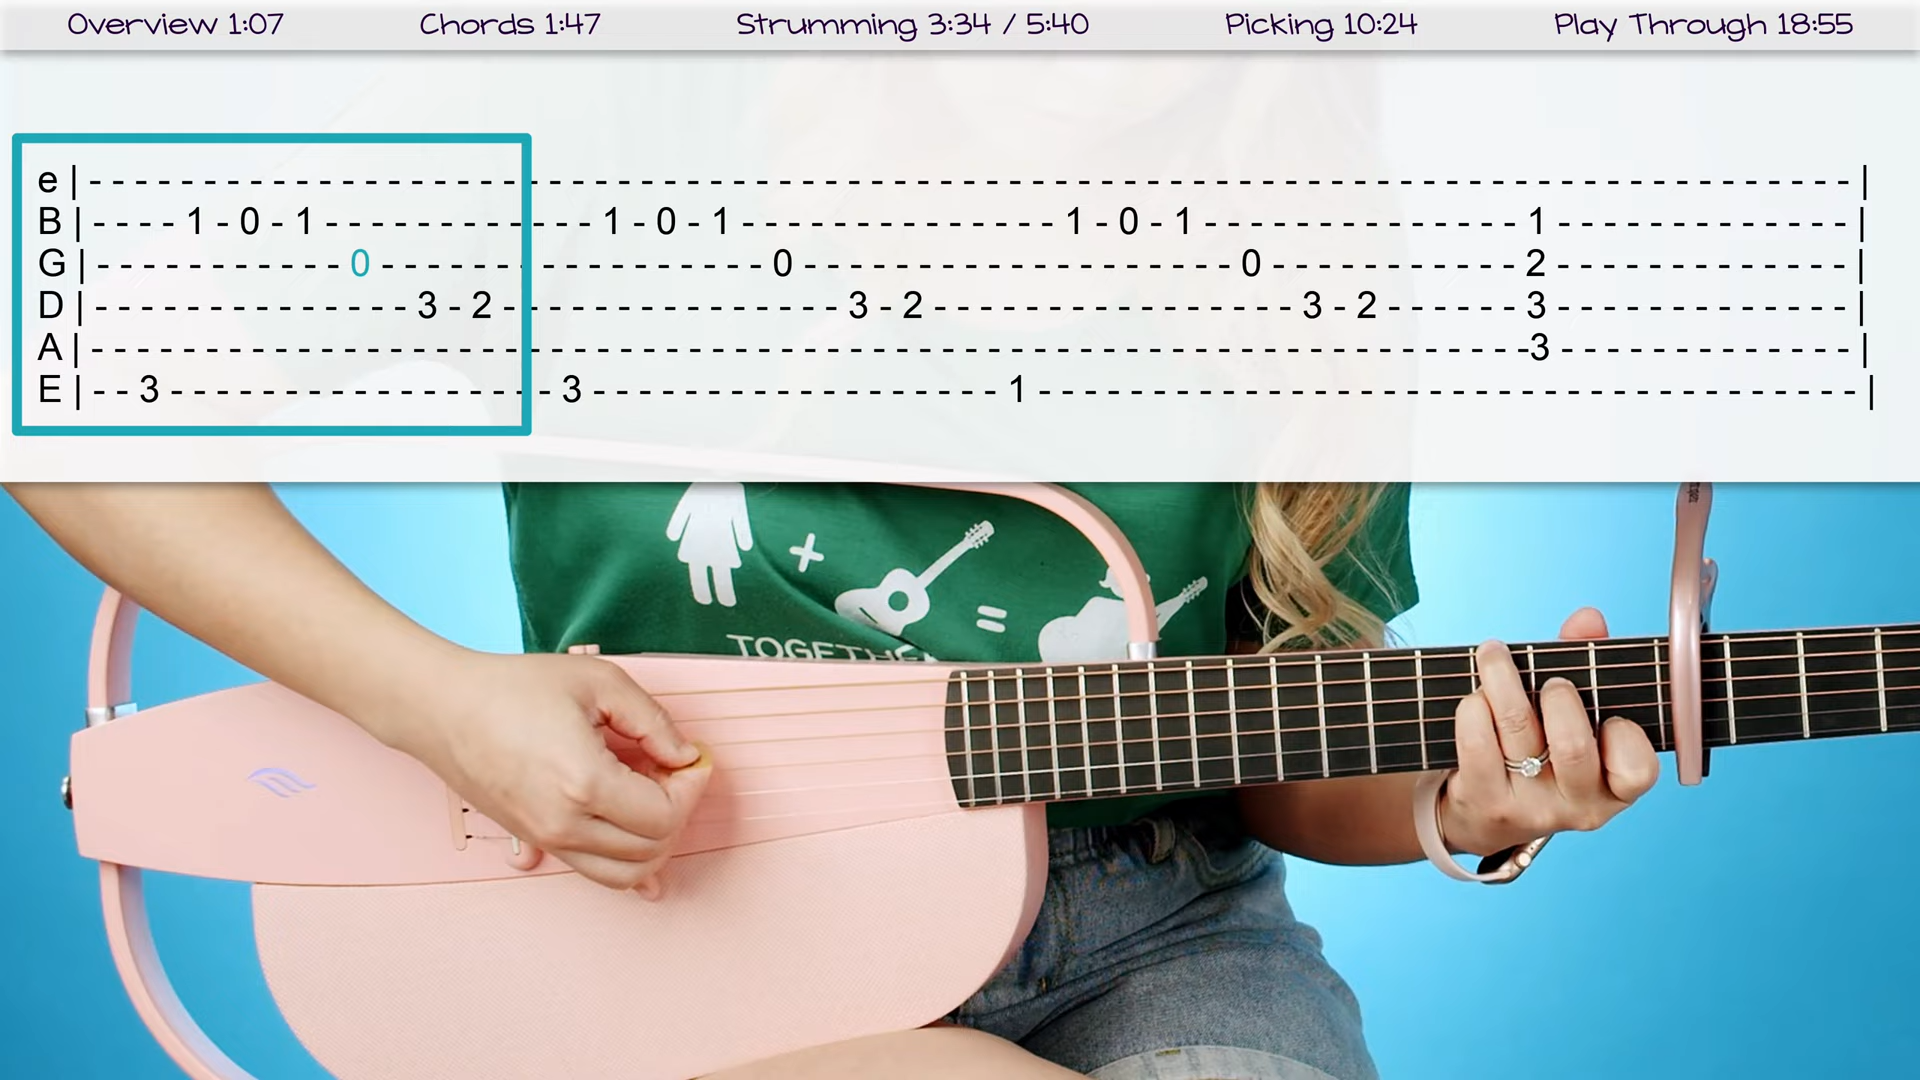 Overview 1:07 Chords 1:47 Strumming 3:34 / 5:40 Picking 10:24 Play Through 18:55
e|----------------------------------------------------------------------------------|
B|----1-0-1------------1-0-1---------------1-0-1---------------1-------------|
G|-----------0-----------------0--------------------0------------2-------------|
D|--------------3-2---------------3-2-----------------3-2------3-------------|
A|---------------------------------------------------------------3-------------|
E|--3-----------------3------------------1-------------------------------------|
+
=
TOGETHE